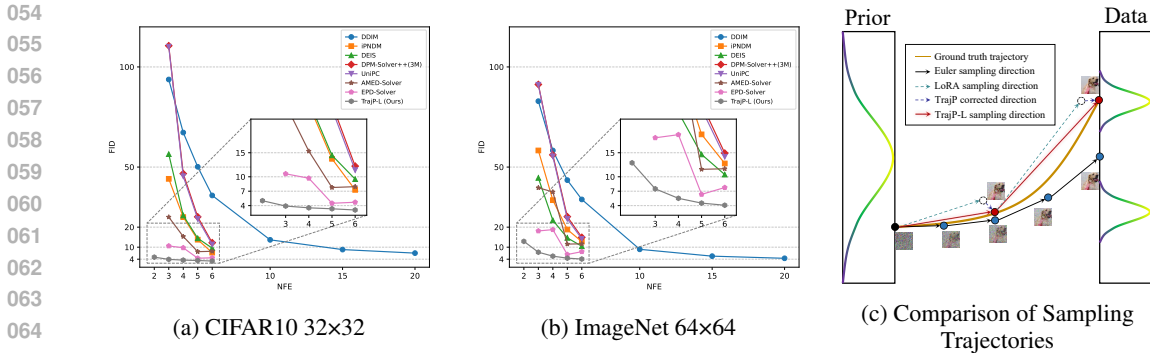 054
055
056
057
058
059
060
061
062
063
064
100
50
20
10
4
FID
2
3
4
5
6
10
15
20
NFE
DDIM
iPNDM
DEIS
DPM-Solver++(3M)
UniPC
AMED-Solver
EPD-Solver
TrajP-L (Ours)
15
10
7
4
3
4
5
6
(a) CIFAR10 32×32
100
50
20
10
4
FID
2
3
4
5
6
10
15
20
NFE
DDIM
iPNDM
DEIS
DPM-Solver++(3M)
UniPC
AMED-Solver
EPD-Solver
TrajP-L (Ours)
15
10
7
4
3
4
5
6
(b) ImageNet 64×64
Prior
Data
Ground truth trajectory
Euler sampling direction
LoRA sampling direction
TrajP corrected direction
TrajP-L sampling direction
(c) Comparison of Sampling
Trajectories